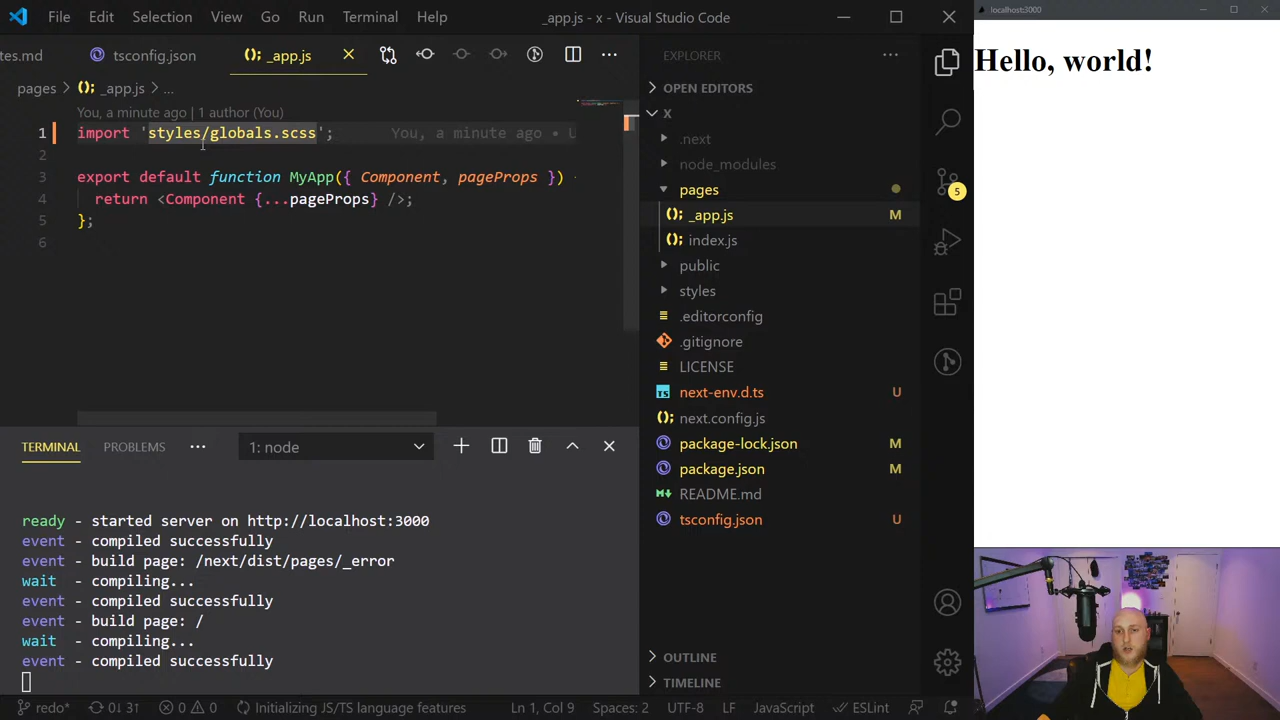 File Edit Selection View Go Run Terminal Help
_app.js - x - Visual Studio Code
localhost:3000
tes.md
tsconfig.json
_app.js
pages > _app.js > ...
You, a minute ago | 1 author (You)
1 import 'styles/globals.scss'; You, a minute ago •
2
3 export default function MyApp({ Component, pageProps })
4 return <Component {...pageProps} />;
5 };
6
EXPLORER
OPEN EDITORS
X
.next
node_modules
pages
_app.js M
index.js
public
styles
.editorconfig
.gitignore
LICENSE
next-env.d.ts U
next.config.js
package-lock.json M
package.json M
README.md
tsconfig.json U
OUTLINE
TIMELINE
5
Hello, world!
TERMINAL PROBLEMS ...
1: node
ready - started server on http://localhost:3000
event - compiled successfully
event - build page: /next/dist/pages/_error
wait - compiling...
event - compiled successfully
event - build page: /
wait - compiling...
event - compiled successfully
redo* 0↓ 31↑ 0 0 Initializing JS/TS language features
Ln 1, Col 9 Spaces: 2 UTF-8 LF JavaScript ESLint